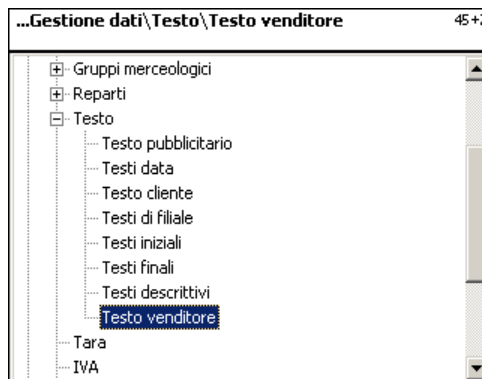 ...Gestione dati\Testo\Testo venditore 45+
Gruppi merceologici
Reparti
Testo
Testo pubblicitario
Testi data
Testo cliente
Testi di filiale
Testi iniziali
Testi finali
Testi descrittivi
Testo venditore
Tara
IVA